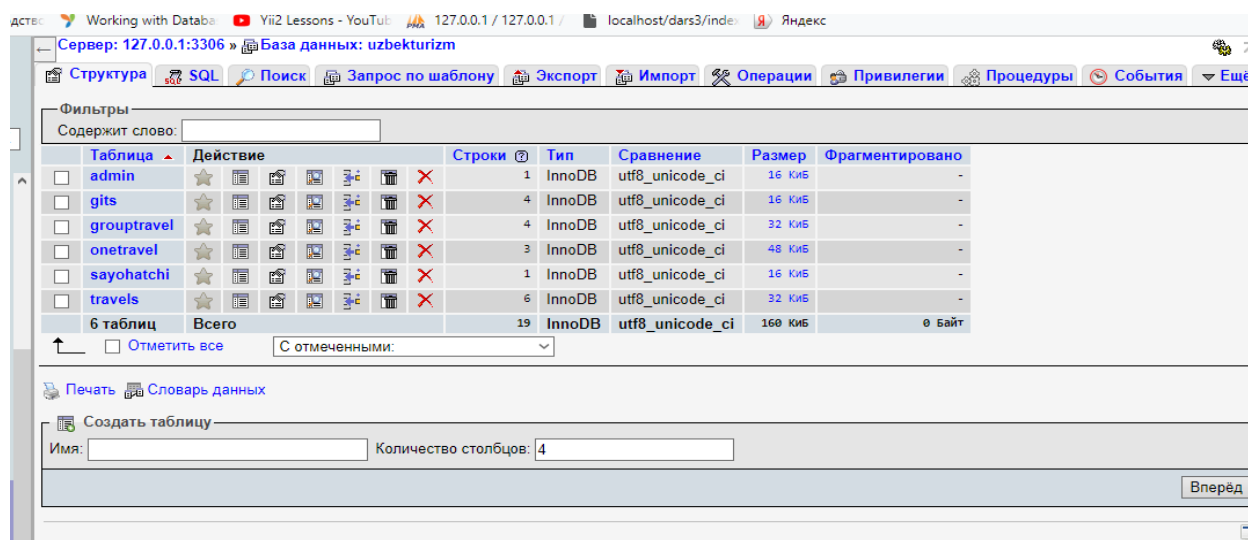 дство Working with Databa Yii2 Lessons - YouTub 127.0.0.1 / 127.0.0.1 / localhost/dars3/index Яндекс
Сервер: 127.0.0.1:3306 » База данных: uzbekturizm
Структура SQL Поиск Запрос по шаблону Экспорт Импорт Операции Привилегии Процедуры События Ещё
Фильтры
Содержит слово:
Таблица Действие Строки Тип Сравнение Размер Фрагментировано
admin 1 InnoDB utf8_unicode_ci 16 КиБ -
gits 4 InnoDB utf8_unicode_ci 16 КиБ -
grouptravel 4 InnoDB utf8_unicode_ci 32 КиБ -
onetravel 3 InnoDB utf8_unicode_ci 48 КиБ -
sayohatchi 1 InnoDB utf8_unicode_ci 16 КиБ -
travels 6 InnoDB utf8_unicode_ci 32 КиБ -
6 таблиц Всего 19 InnoDB utf8_unicode_ci 160 КиБ 0 Байт
Отметить все С отмеченными:
Печать Словарь данных
Создать таблицу
Имя: Количество столбцов: 4
Вперёд